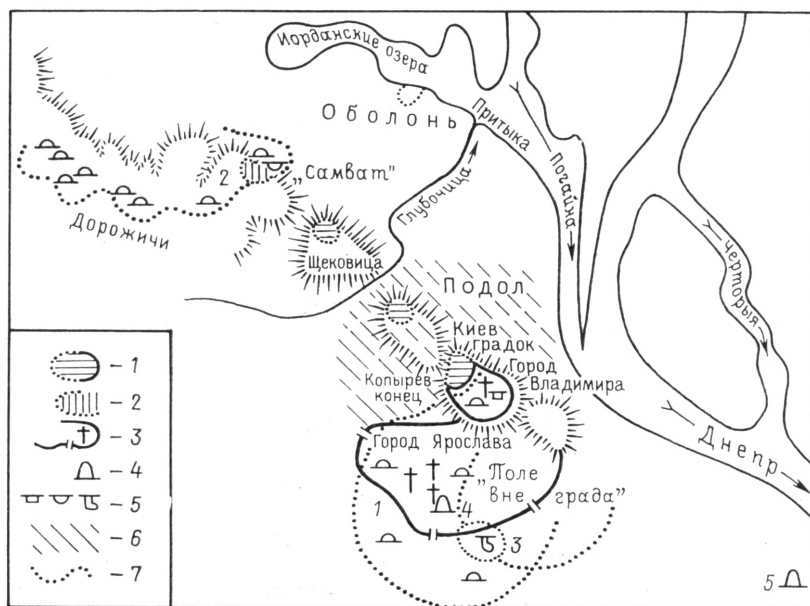 Иорданские озера
Оболонь
Притыка
Почайна
2
„Самват”
Глубочица
Дорожичи
Щековица
Черторыя
Подол
Киев
градок
Город
Владимира
Копырев
конец
Город Ярослава
Днепр
„Поле
вне
града”
1
4
3
5
– 1
– 2
– 3
– 4
– 5
– 6
– 7